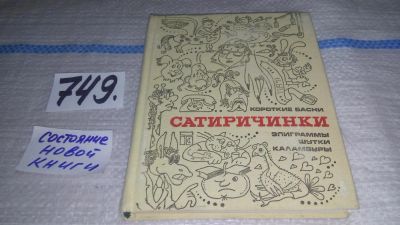 749.
СОСТОЯНИЕ
НОВОЙ
КНИГИ
КОРОТКИЕ БАСНИ
САТИРИЧИНКИ
ЭПИГРАММЫ
ШУТКИ
КАЛАМБУРЫ